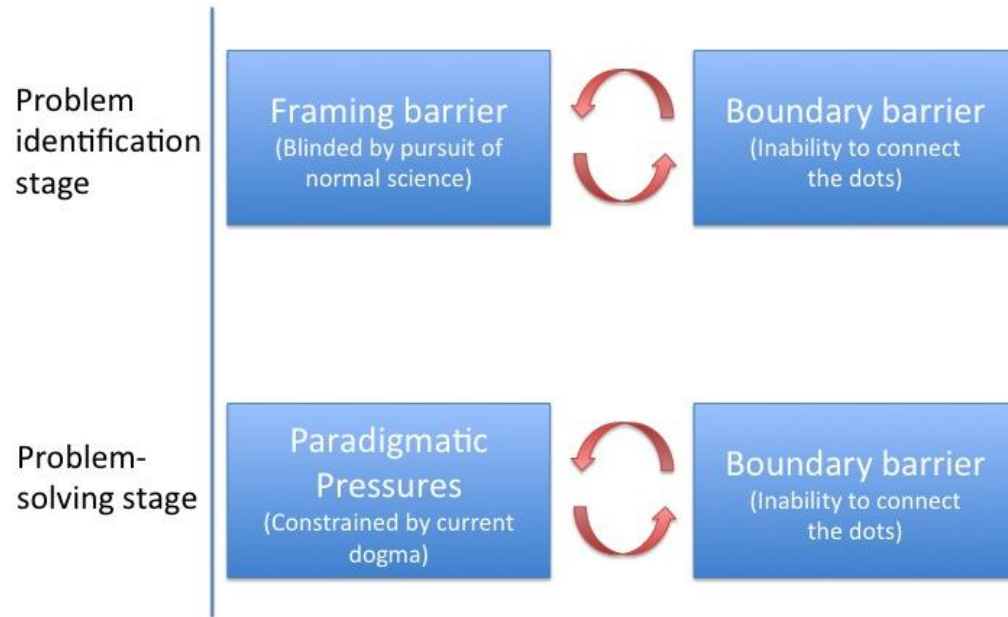 Problem
identification
stage
Framing barrier
(Blinded by pursuit of
normal science)
Boundary barrier
(Inability to connect
the dots)
Problem-
solving stage
Paradigmatic
Pressures
(Constrained by current
dogma)
Boundary barrier
(Inability to connect
the dots)